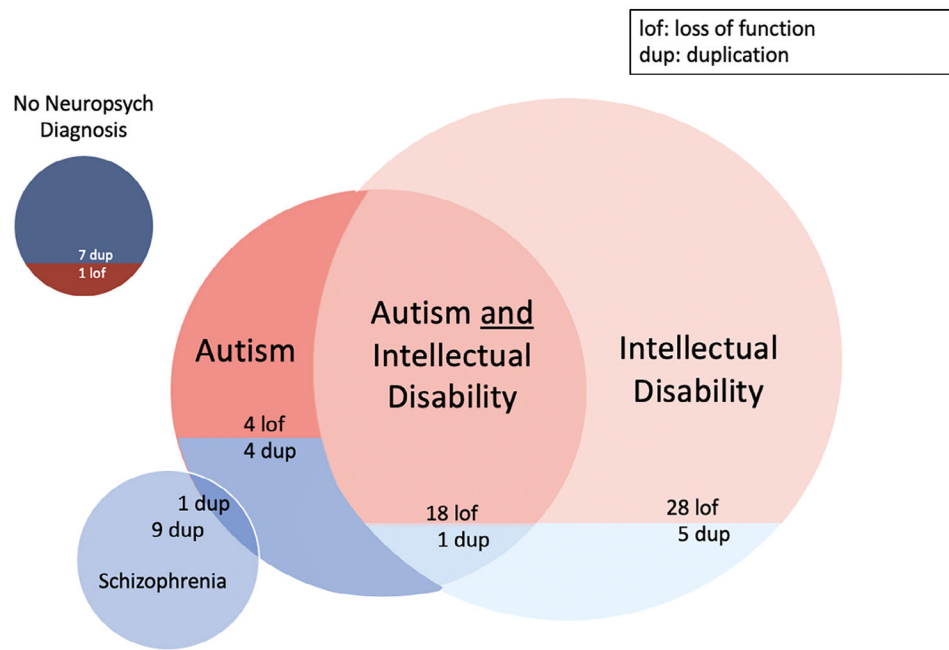 lof: loss of function
dup: duplication
No Neuropsych
Diagnosis
7 dup
1 lof
Autism
4 lof
4 dup
Autism and
Intellectual
Disability
18 lof
1 dup
Intellectual
Disability
28 lof
5 dup
1 dup
9 dup
Schizophrenia